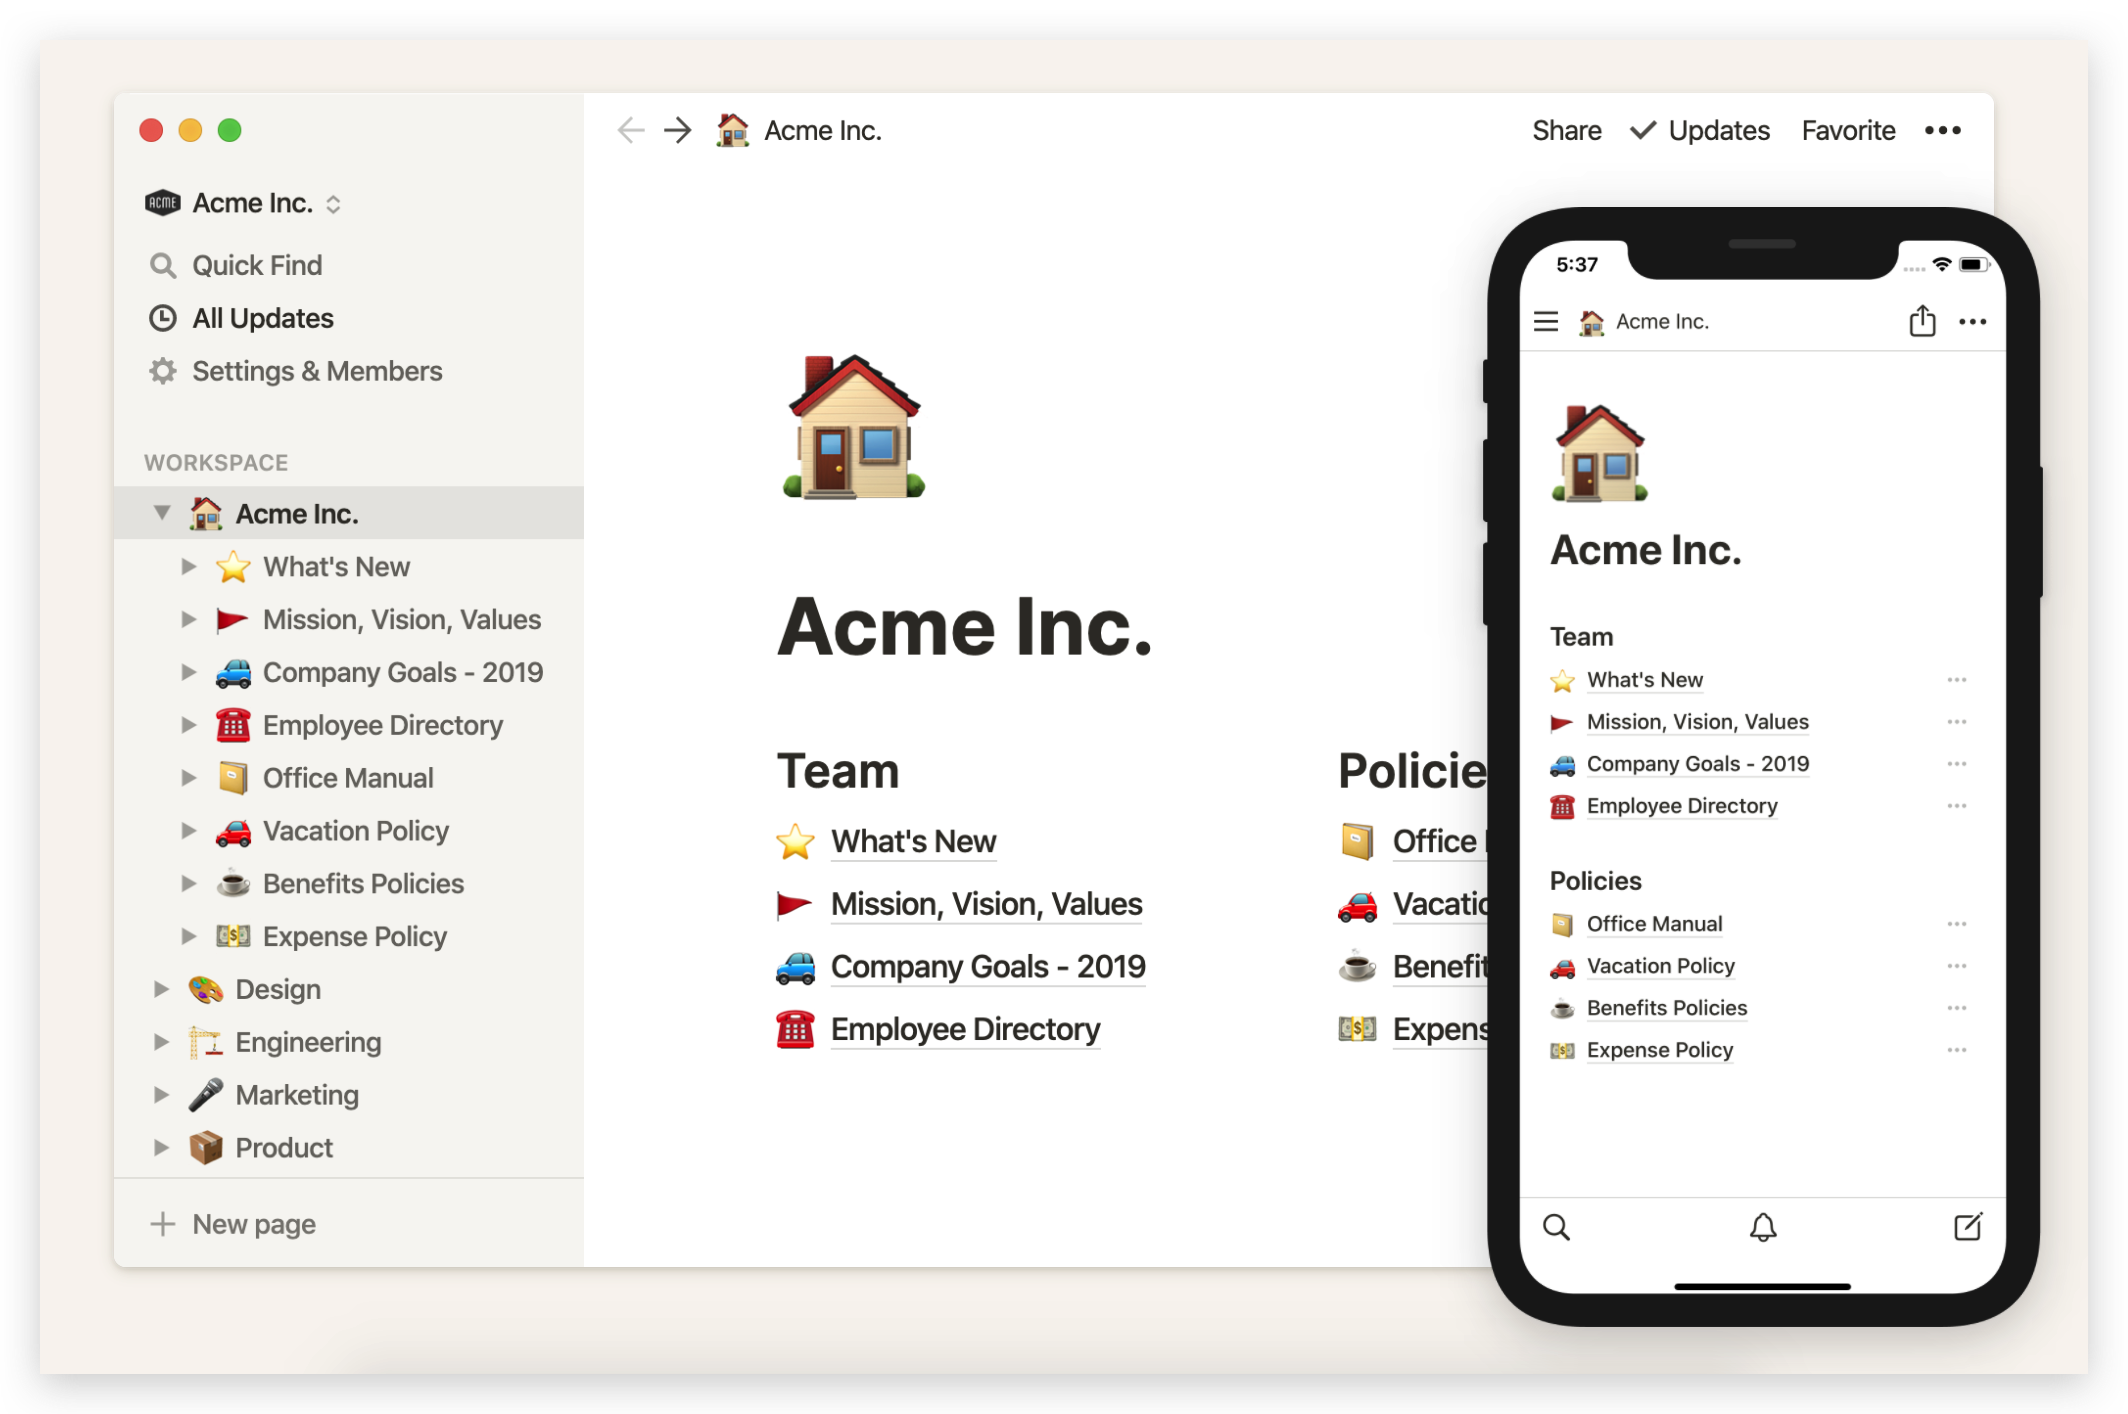 Acme Inc.
Share Updates Favorite
ACME Acme Inc.
Quick Find
All Updates
Settings & Members
WORKSPACE
Acme Inc.
What's New
Mission, Vision, Values
Company Goals - 2019
Employee Directory
Office Manual
Vacation Policy
Benefits Policies
Expense Policy
Design
Engineering
Marketing
Product
New page
Acme Inc.
Team
What's New
Mission, Vision, Values
Company Goals - 2019
Employee Directory
Policie
Office
Vacatio
Benefit
Expens
5:37
Acme Inc.
Acme Inc.
Team
What's New
Mission, Vision, Values
Company Goals - 2019
Employee Directory
Policies
Office Manual
Vacation Policy
Benefits Policies
Expense Policy